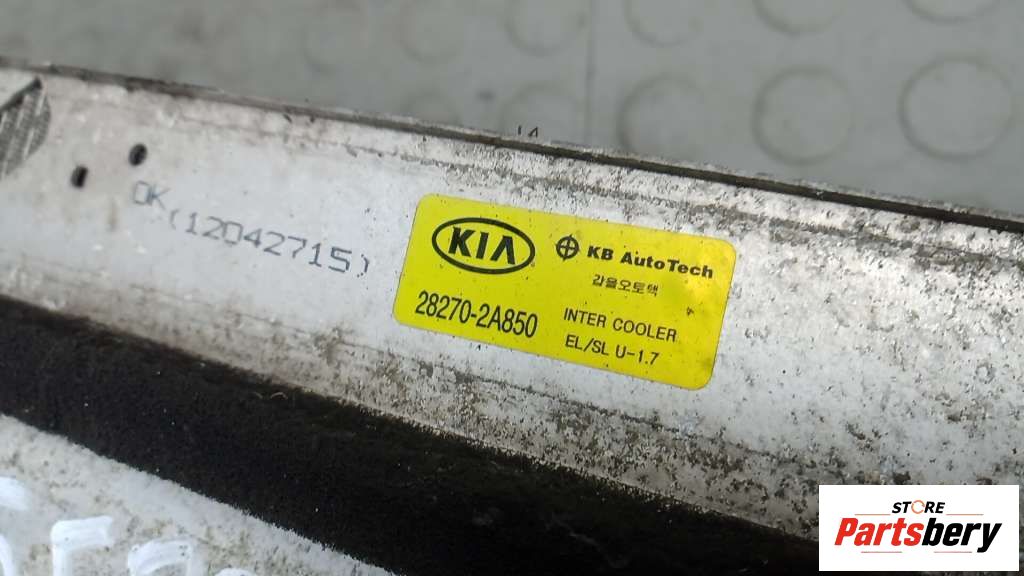 OK(12042715)
KIA
KB AutoTech
갑을오토텍
28270-2A850
INTER COOLER
EL/SL U-1.7
STORE
Partsbery